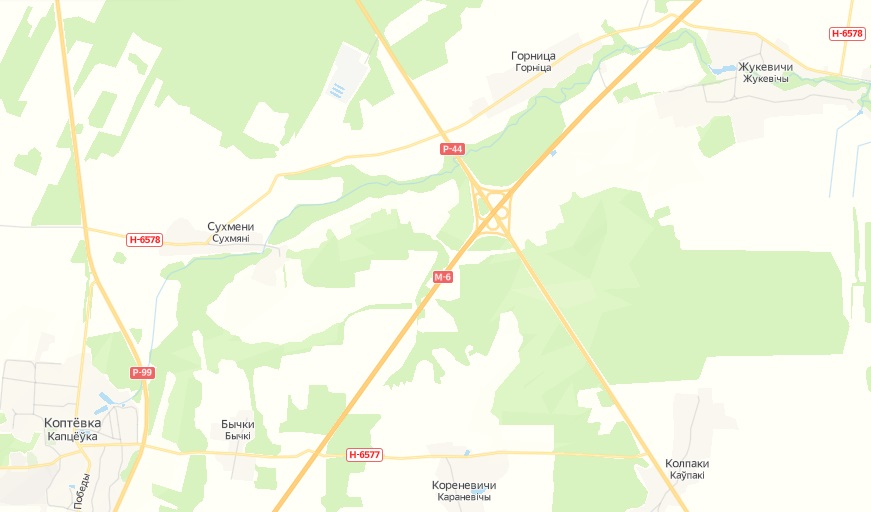 Н-6578
Горница
Горніца
Жукевичи
Жукевічы
Р-44
Сухмени
Сухмяні
Н-6578
М-6
Р-99
Коптёвка
Капцёўка
Бычки
Бычкі
Н-6577
Колпаки
Каўпакі
Кореневичи
Караневічы
Победы